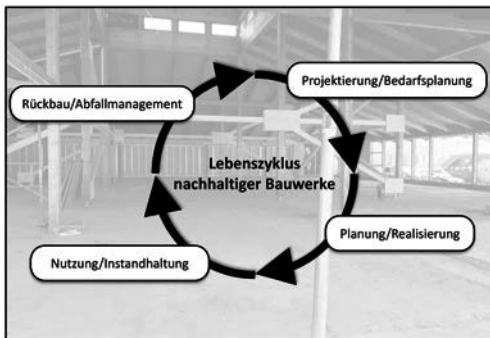 Projektierung/Bedarfsplanung
Rückbau/Abfallmanagement
Lebenszyklus
nachhaltiger Bauwerke
Planung/Realisierung
Nutzung/Instandhaltung